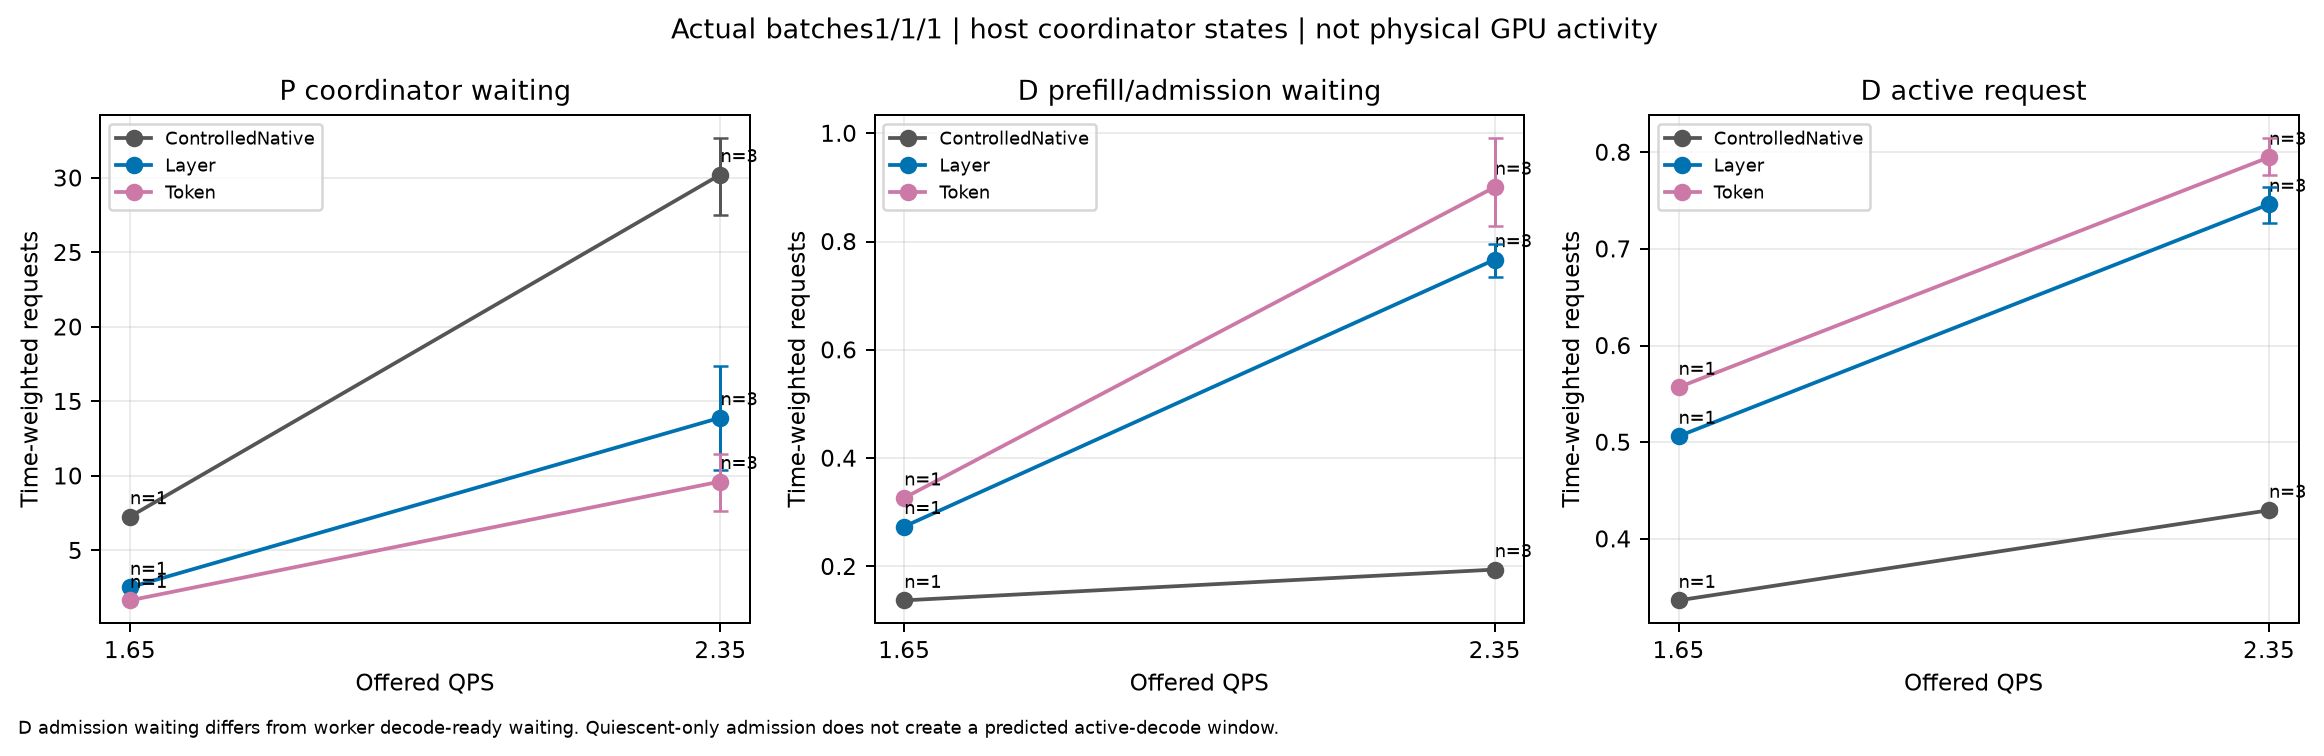 Actual batches1/1/1 | host coordinator states | not physical GPU activity
P coordinator waiting
ControlledNative
Layer
Token
n=3
n=3
n=3
n=1
n=1
n=1
30
25
20
15
10
5
Time-weighted requests
1.65
2.35
Offered QPS
D prefill/admission waiting
ControlledNative
Layer
Token
n=3
n=3
n=3
n=1
n=1
n=1
1.0
0.8
0.6
0.4
0.2
Time-weighted requests
1.65
2.35
Offered QPS
D active request
ControlledNative
Layer
Token
n=3
n=3
n=3
n=1
n=1
n=1
0.8
0.7
0.6
0.5
0.4
Time-weighted requests
1.65
2.35
Offered QPS
D admission waiting differs from worker decode-ready waiting. Quiescent-only admission does not create a predicted active-decode window.